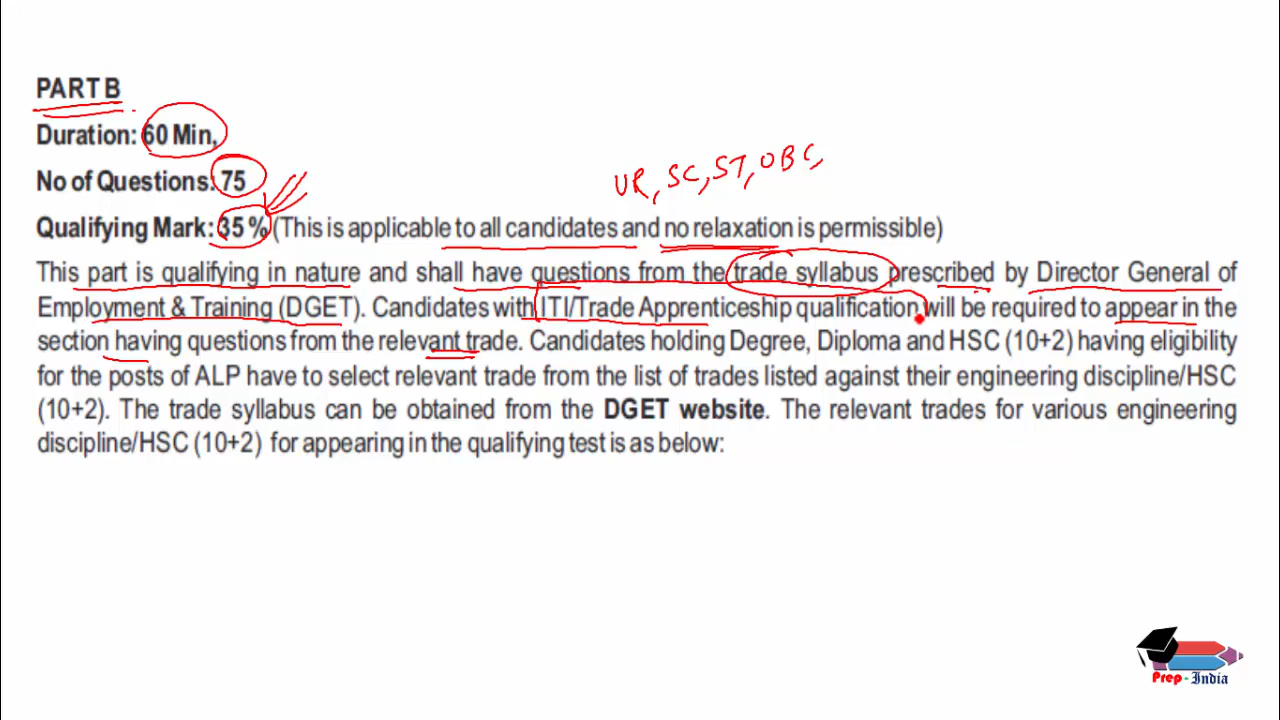 PART B
Duration: 60 Min,
No of Questions: 75
UR, SC, ST, OBC,
Qualifying Mark: 35% (This is applicable to all candidates and no relaxation is permissible)
This part is qualifying in nature and shall have questions from the trade syllabus prescribed by Director General of
Employment & Training (DGET). Candidates with ITI/Trade Apprenticeship qualification will be required to appear in the
section having questions from the relevant trade. Candidates holding Degree, Diploma and HSC (10+2) having eligibility
for the posts of ALP have to select relevant trade from the list of trades listed against their engineering discipline/HSC
(10+2). The trade syllabus can be obtained from the DGET website. The relevant trades for various engineering
discipline/HSC (10+2) for appearing in the qualifying test is as below:
Prep-India